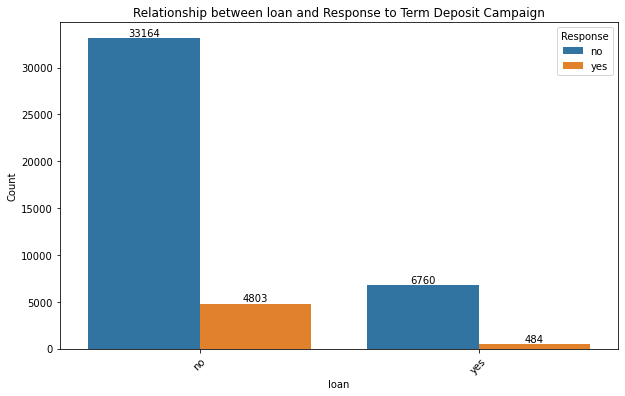 Relationship between loan and Response to Term Deposit Campaign
33164
Response
no
yes
30000
25000
20000
15000
10000
5000
0
Count
4803
6760
484
no
yes
loan